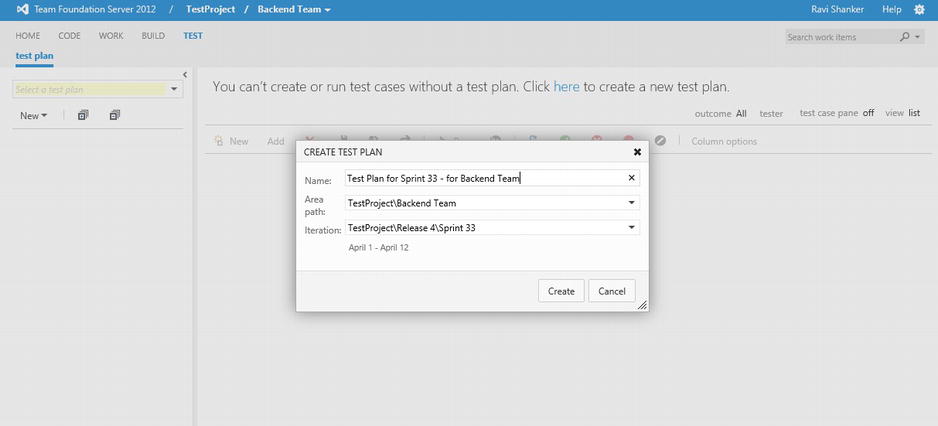 Team Foundation Server 2012 / TestProject / Backend Team
Ravi Shanker Help
HOME CODE WORK BUILD TEST
Search work items
test plan
Select a test plan
New
You can't create or run test cases without a test plan. Click here to create a new test plan.
outcome All tester test case pane off view list
New Add Column options
CREATE TEST PLAN
Name: Test Plan for Sprint 33 - for Backend Team
Area path: TestProject\Backend Team
Iteration: TestProject\Release 4\Sprint 33
April 1 - April 12
Create Cancel